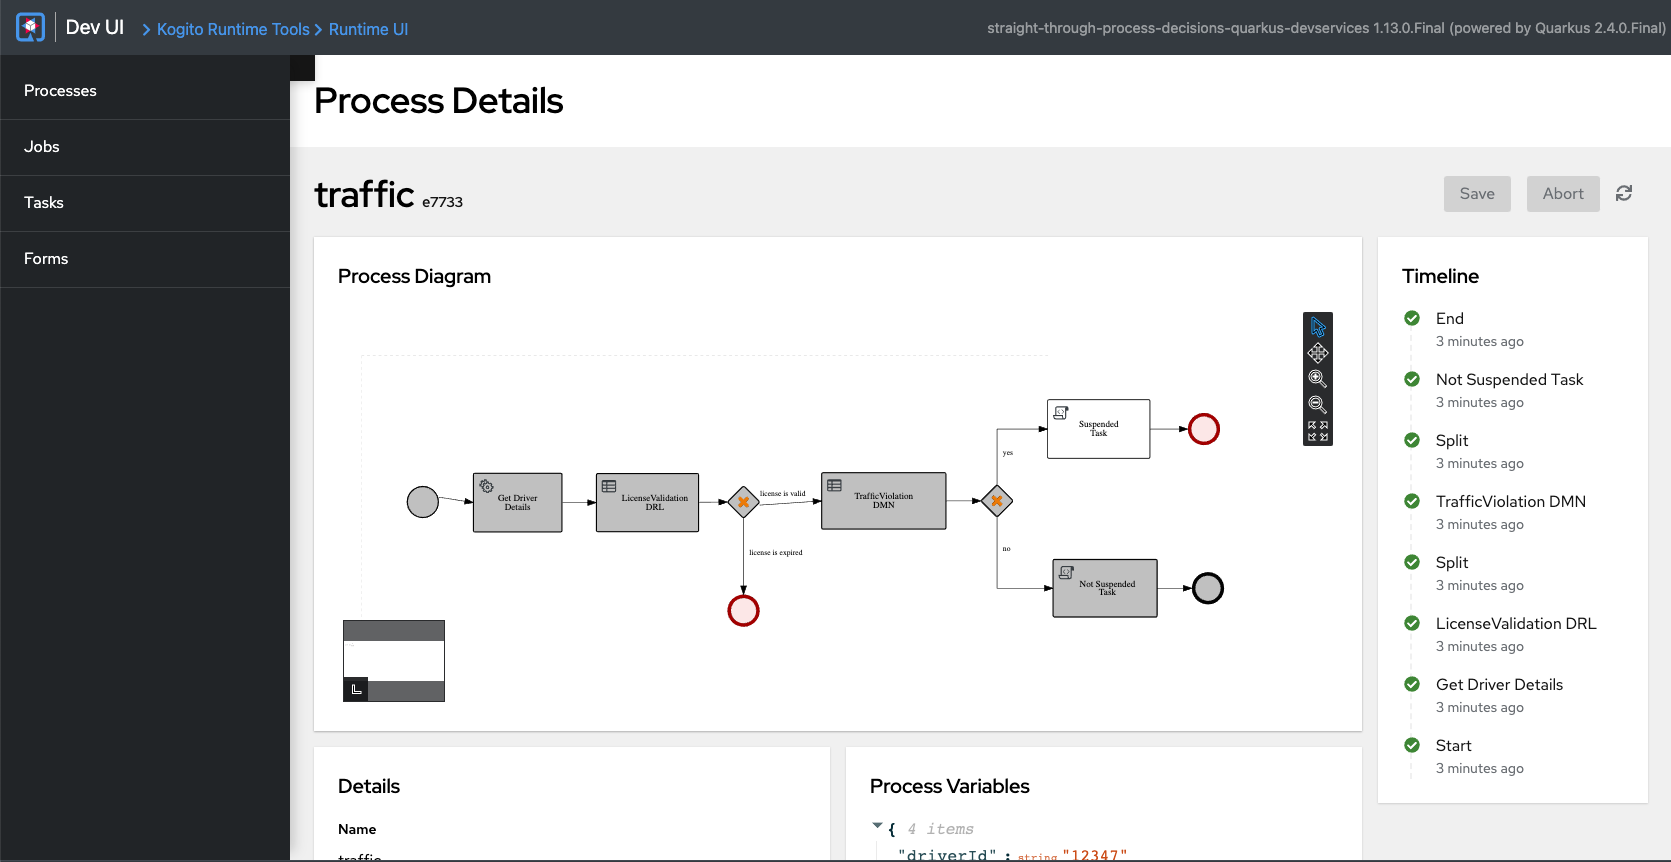 Dev UI
Kogito Runtime Tools
Runtime UI
straight-through-process-decisions-quarkus-devservices 1.13.0.Final (powered by Quarkus 2.4.0.Final)
Processes
Jobs
Tasks
Forms
Process Details
traffic e7733
Save
Abort
Process Diagram
Get Driver
Details
LicenseValidation
DRL
license is valid
license is expired
TrafficViolation
DMN
yes
no
Suspended
Task
Not Suspended
Task
Timeline
End
3 minutes ago
Not Suspended Task
3 minutes ago
Split
3 minutes ago
TrafficViolation DMN
3 minutes ago
Split
3 minutes ago
LicenseValidation DRL
3 minutes ago
Get Driver Details
3 minutes ago
Start
3 minutes ago
Details
Name
traffic
Process Variables
{ 4 items
"driverId" : string "12347"